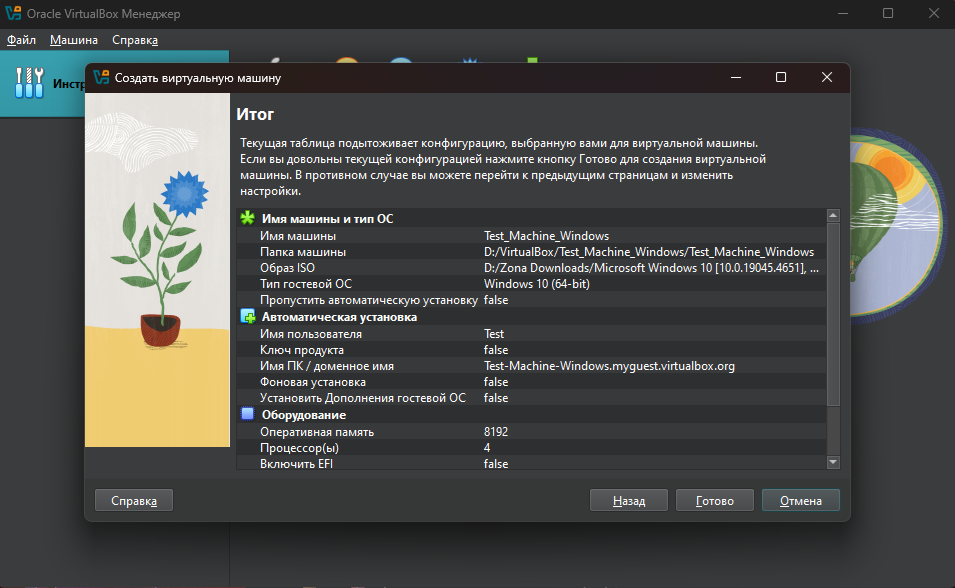 Oracle VirtualBox Менеджер
Файл Машина Справка
Создать виртуальную машину
Итог
Текущая таблица подытоживает конфигурацию, выбранную вами для виртуальной машины.
Если вы довольны текущей конфигурацией нажмите кнопку Готово для создания виртуальной
машины. В противном случае вы можете перейти к предыдущим страницам и изменить
настройки.
Имя машины и тип ОС
Имя машины Test_Machine_Windows
Папка машины D:/VirtualBox/Test_Machine_Windows/Test_Machine_Windows
Образ ISO D:/Zona Downloads/Microsoft Windows 10 [10.0.19045.4651], ...
Тип гостевой ОС Windows 10 (64-bit)
Пропустить автоматическую установку false
Автоматическая установка
Имя пользователя Test
Ключ продукта false
Имя ПК / доменное имя Test-Machine-Windows.myguest.virtualbox.org
Фоновая установка false
Установить Дополнения гостевой ОС false
Оборудование
Оперативная память 8192
Процессор(ы) 4
Включить EFI false
Справка Назад Готово Отмена